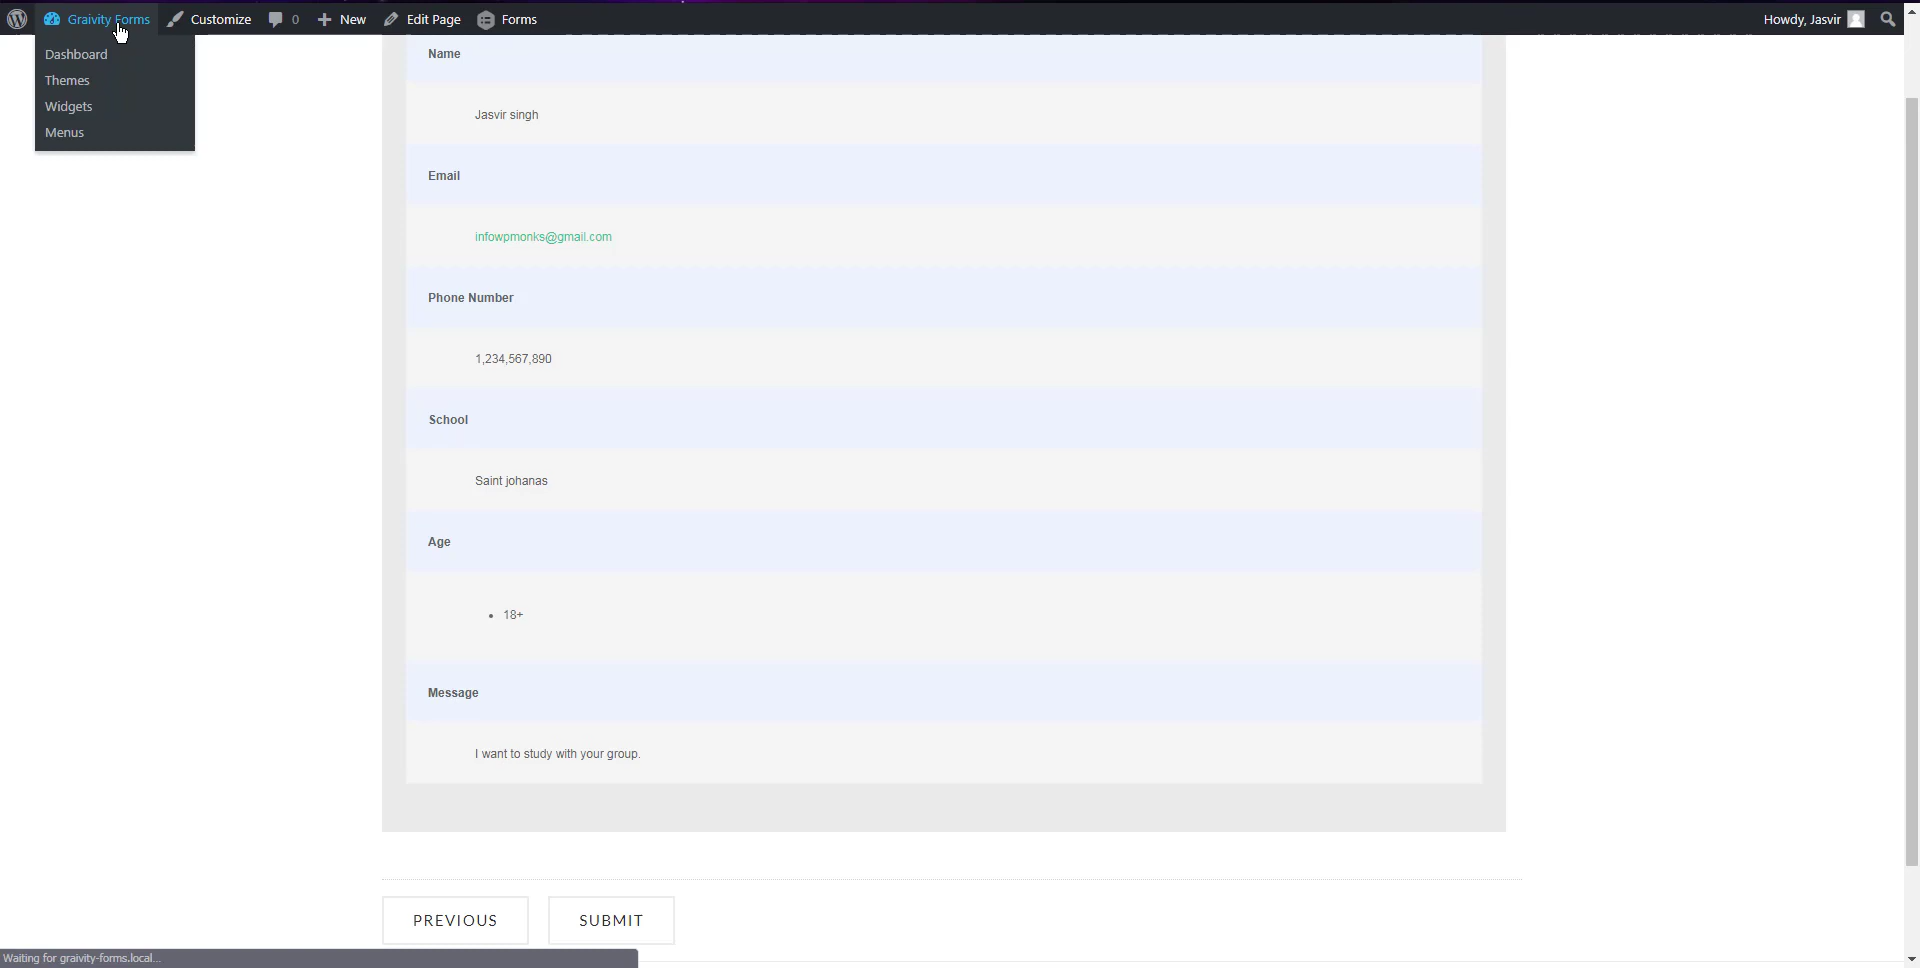 Graivity Forms Customize 0 New Edit Page Forms Howdy, Jasvir
Dashboard
Themes
Widgets
Menus
Name
Jasvir singh
Email
infowpmonks@gmail.com
Phone Number
1,234,567,890
School
Saint johanas
Age
• 18+
Message
I want to study with your group.
PREVIOUS SUBMIT
Waiting for graivity-forms.local...